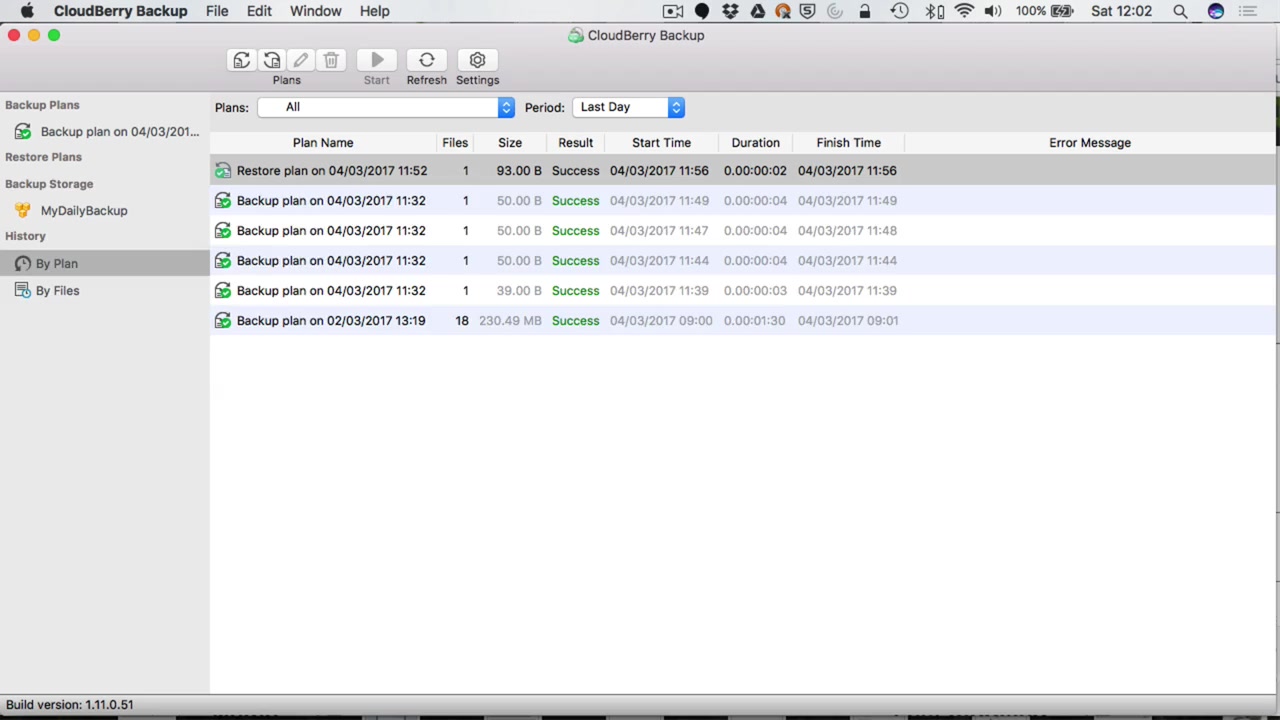 CloudBerry Backup File Edit Window Help 100% Sat 12:02
CloudBerry Backup
Plans Start Refresh Settings
Backup Plans
Backup plan on 04/03/201...
Restore Plans
Backup Storage
MyDailyBackup
History
By Plan
By Files
Plans: All Period: Last Day
Plan Name Files Size Result Start Time Duration Finish Time Error Message
Restore plan on 04/03/2017 11:52 1 93.00 B Success 04/03/2017 11:56 0.00:00:02 04/03/2017 11:56
Backup plan on 04/03/2017 11:32 1 50.00 B Success 04/03/2017 11:49 0.00:00:04 04/03/2017 11:49
Backup plan on 04/03/2017 11:32 1 50.00 B Success 04/03/2017 11:47 0.00:00:04 04/03/2017 11:48
Backup plan on 04/03/2017 11:32 1 50.00 B Success 04/03/2017 11:44 0.00:00:04 04/03/2017 11:44
Backup plan on 04/03/2017 11:32 1 39.00 B Success 04/03/2017 11:39 0.00:00:03 04/03/2017 11:39
Backup plan on 02/03/2017 13:19 18 230.49 MB Success 04/03/2017 09:00 0.00:01:30 04/03/2017 09:01
Build version: 1.11.0.51